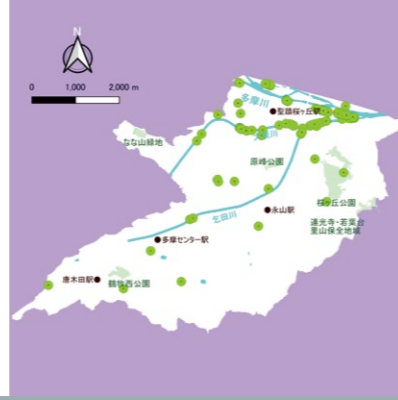 N
0 1,000 2,000 m
多摩川
●聖蹟桜ヶ丘駅
なな山緑地
原峰公園
桜ヶ丘公園
●永山駅
乞田川
連光寺・若葉台
里山保全地域
●多摩センター駅
唐木田駅●
鶴牧西公園